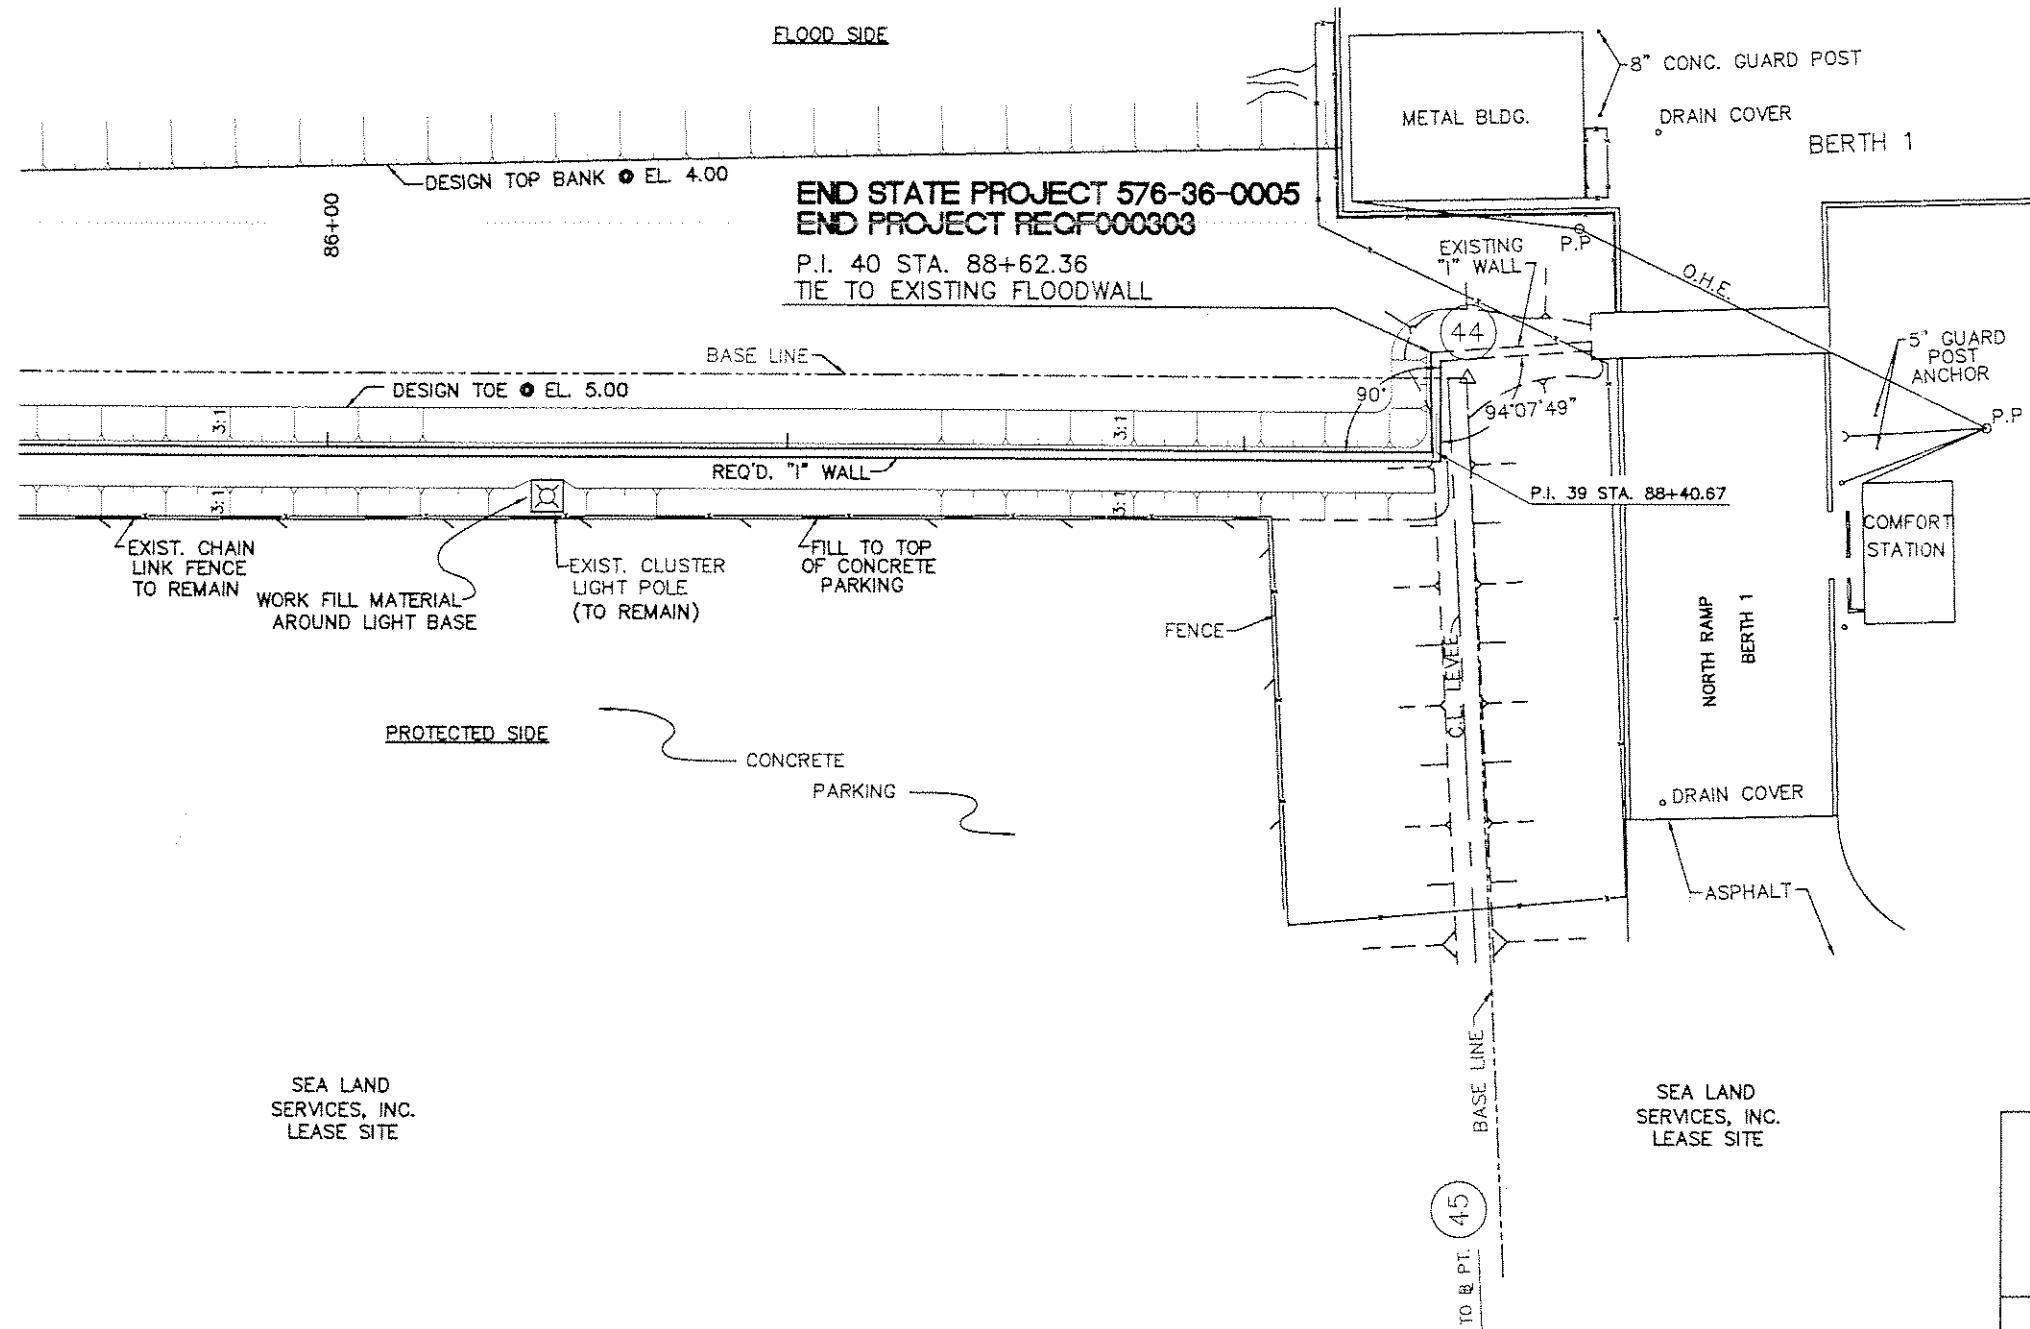 FLOOD SIDE
8" CONC. GUARD POST
METAL BLDG.
DRAIN COVER
BERTH 1
DESIGN TOP BANK @ EL. 4.00
86+00
END STATE PROJECT 576-36-0005
END PROJECT REQF000303
P.I. 40 STA. 88+62.36
TIE TO EXISTING FLOODWALL
EXISTING
"I" WALL
P.P
O.H.E.
44
5" GUARD
POST
ANCHOR
P.P
BASE LINE
DESIGN TOE @ EL. 5.00
90°
94°07'49"
3:1
3:1
REQ'D. "I" WALL
P.I. 39 STA. 88+40.67
3:1
3:1
EXIST. CHAIN
LINK FENCE
TO REMAIN
WORK FILL MATERIAL
AROUND LIGHT BASE
EXIST. CLUSTER
LIGHT POLE
(TO REMAIN)
FILL TO TOP
OF CONCRETE
PARKING
COMFORT
STATION
FENCE
C.L. LEVEE
NORTH RAMP
BERTH 1
PROTECTED SIDE
CONCRETE
PARKING
DRAIN COVER
ASPHALT
BASE LINE
SEA LAND
SERVICES, INC.
LEASE SITE
SEA LAND
SERVICES, INC.
LEASE SITE
TO B PT. 45